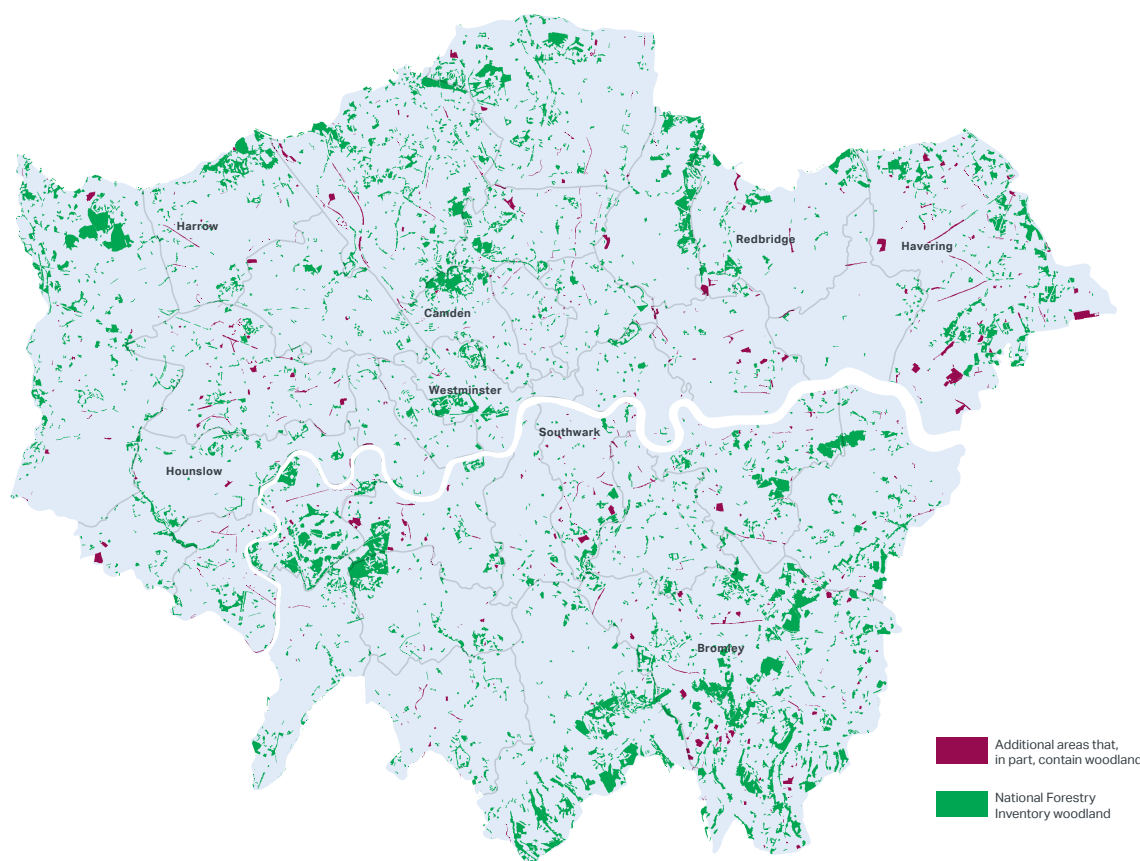 Harrow
Redbridge
Havering
Camden
Westminster
Southwark
Hounslow
Bromley
Additional areas that,
in part, contain woodland
National Forestry
Inventory woodland